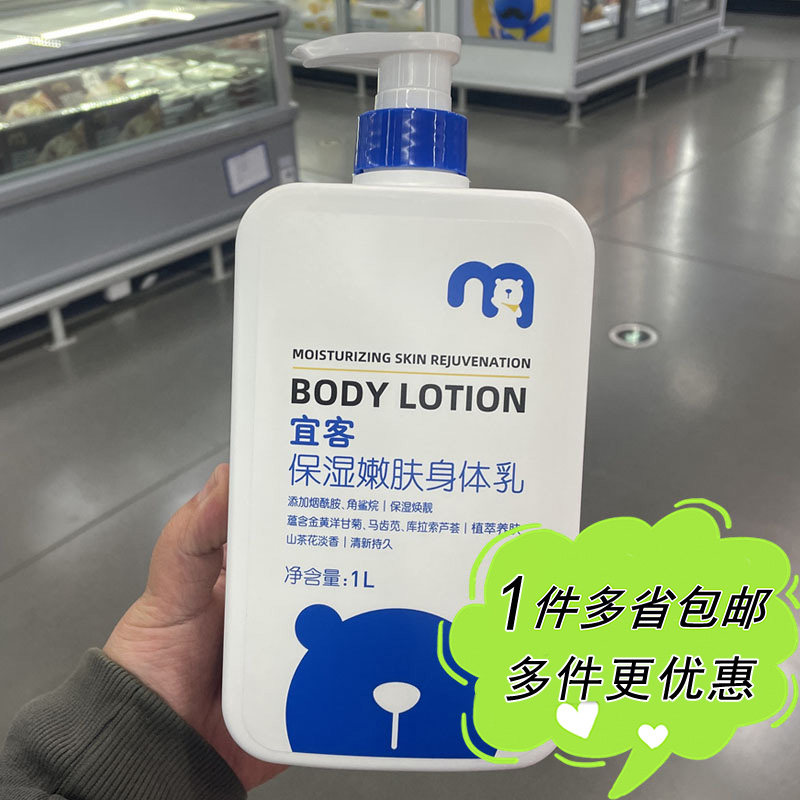 m
MOISTURIZING SKIN REJUVENATION
BODY LOTION
宜客
保湿嫩肤身体乳
添加烟酰胺、角鲨烷 | 保湿焕靓
蕴含金黄洋甘菊、马齿苋、库拉索芦荟 | 植萃养肤
山茶花淡香 | 清新持久
净含量:1L
1件多省包邮
多件更优惠